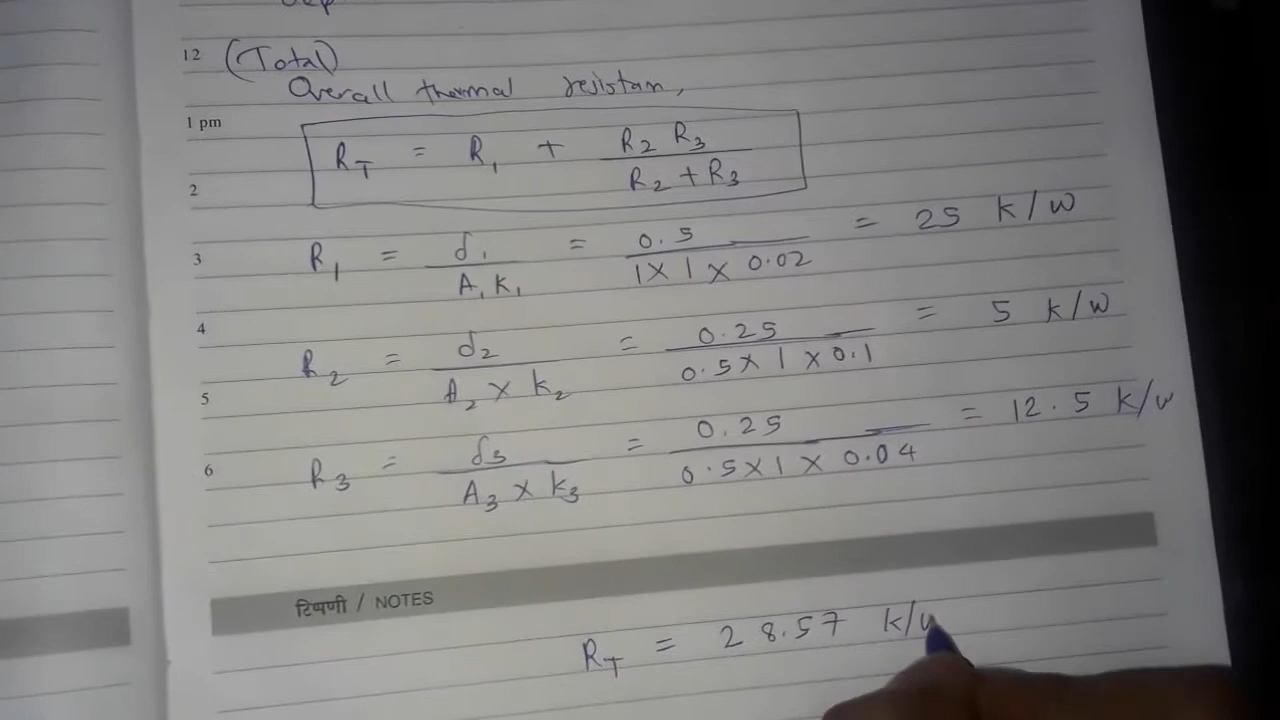 12 (Total)
Overall thermal resistan,
1 pm
R_T = R_1 + R_2 R_3 / R_2 + R_3
2
3 R_1 = δ_1 / A_1 K_1 = 0.5 / 1 × 1 × 0.02 = 25 K/W
4
R_2 = δ_2 / A_2 × K_2 = 0.25 / 0.5 × 1 × 0.1 = 5 K/W
5
6 R_3 = δ_3 / A_3 × K_3 = 0.25 / 0.5 × 1 × 0.04 = 12.5 K/W
टिप्पणी / NOTES
R_T = 28.57 K/W